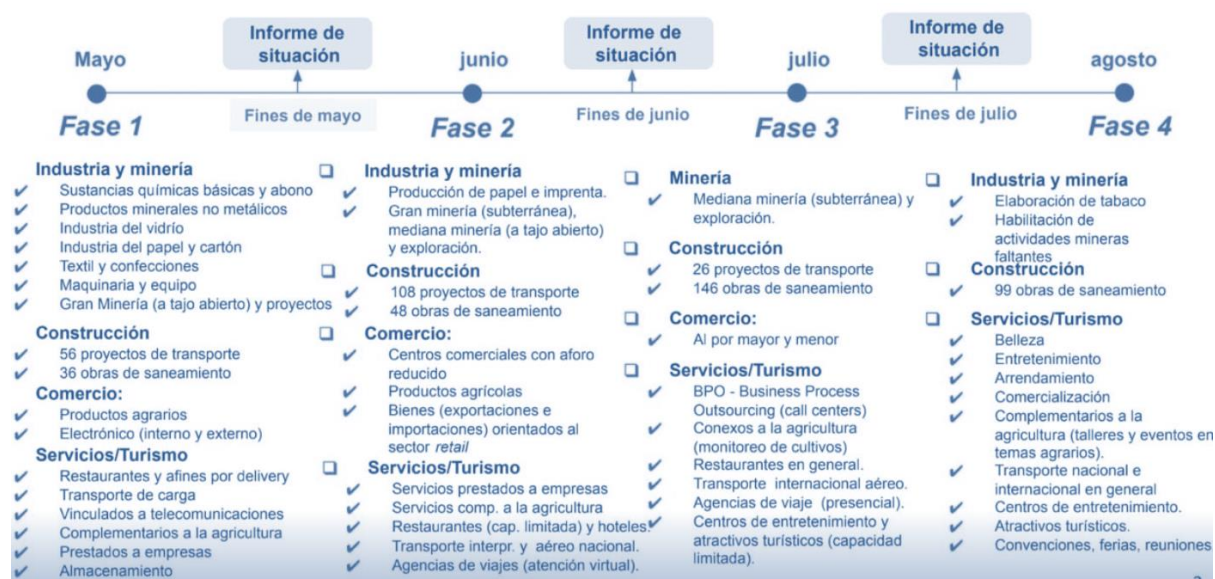 Informe de
situación
Informe de
situación
Informe de
situación
Mayo
junio
julio
agosto
Fines de mayo
Fines de junio
Fines de julio
Fase 1
Fase 2
Fase 3
Fase 4
Industria y minería
Sustancias químicas básicas y abono
Productos minerales no metálicos
Industria del vidrío
Industria del papel y cartón
Textil y confecciones
Maquinaria y equipo
Gran Minería (a tajo abierto) y proyectos
Construcción
56 proyectos de transporte
36 obras de saneamiento
Comercio:
Productos agrarios
Electrónico (interno y externo)
Servicios/Turismo
Restaurantes y afines por delivery
Transporte de carga
Vinculados a telecomunicaciones
Complementarios a la agricultura
Prestados a empresas
Almacenamiento
Industria y minería
Producción de papel e imprenta.
Gran minería (subterránea),
mediana minería (a tajo abierto)
y exploración.
Construcción
108 proyectos de transporte
48 obras de saneamiento
Comercio:
Centros comerciales con aforo
reducido
Productos agrícolas
Bienes (exportaciones e
importaciones) orientados al
sector retail
Servicios/Turismo
Servicios prestados a empresas
Servicios comp. a la agricultura
Restaurantes (cap. limitada) y hoteles.
Transporte interpr. y aéreo nacional.
Agencias de viajes (atención virtual).
Minería
Mediana minería (subterránea) y
exploración.
Construcción
26 proyectos de transporte
146 obras de saneamiento
Comercio:
Al por mayor y menor
Servicios/Turismo
BPO - Business Process
Outsourcing (call centers)
Conexos a la agricultura
(monitoreo de cultivos)
Restaurantes en general.
Transporte internacional aéreo.
Agencias de viaje (presencial).
Centros de entretenimiento y
atractivos turísticos (capacidad
limitada).
Industria y minería
Elaboración de tabaco
Habilitación de
actividades mineras
faltantes
Construcción
99 obras de saneamiento
Servicios/Turismo
Belleza
Entretenimiento
Arrendamiento
Comercialización
Complementarios a la
agricultura (talleres y eventos en
temas agrarios).
Transporte nacional e
internacional en general
Centros de entretenimiento.
Atractivos turísticos.
Convenciones, ferias, reuniones